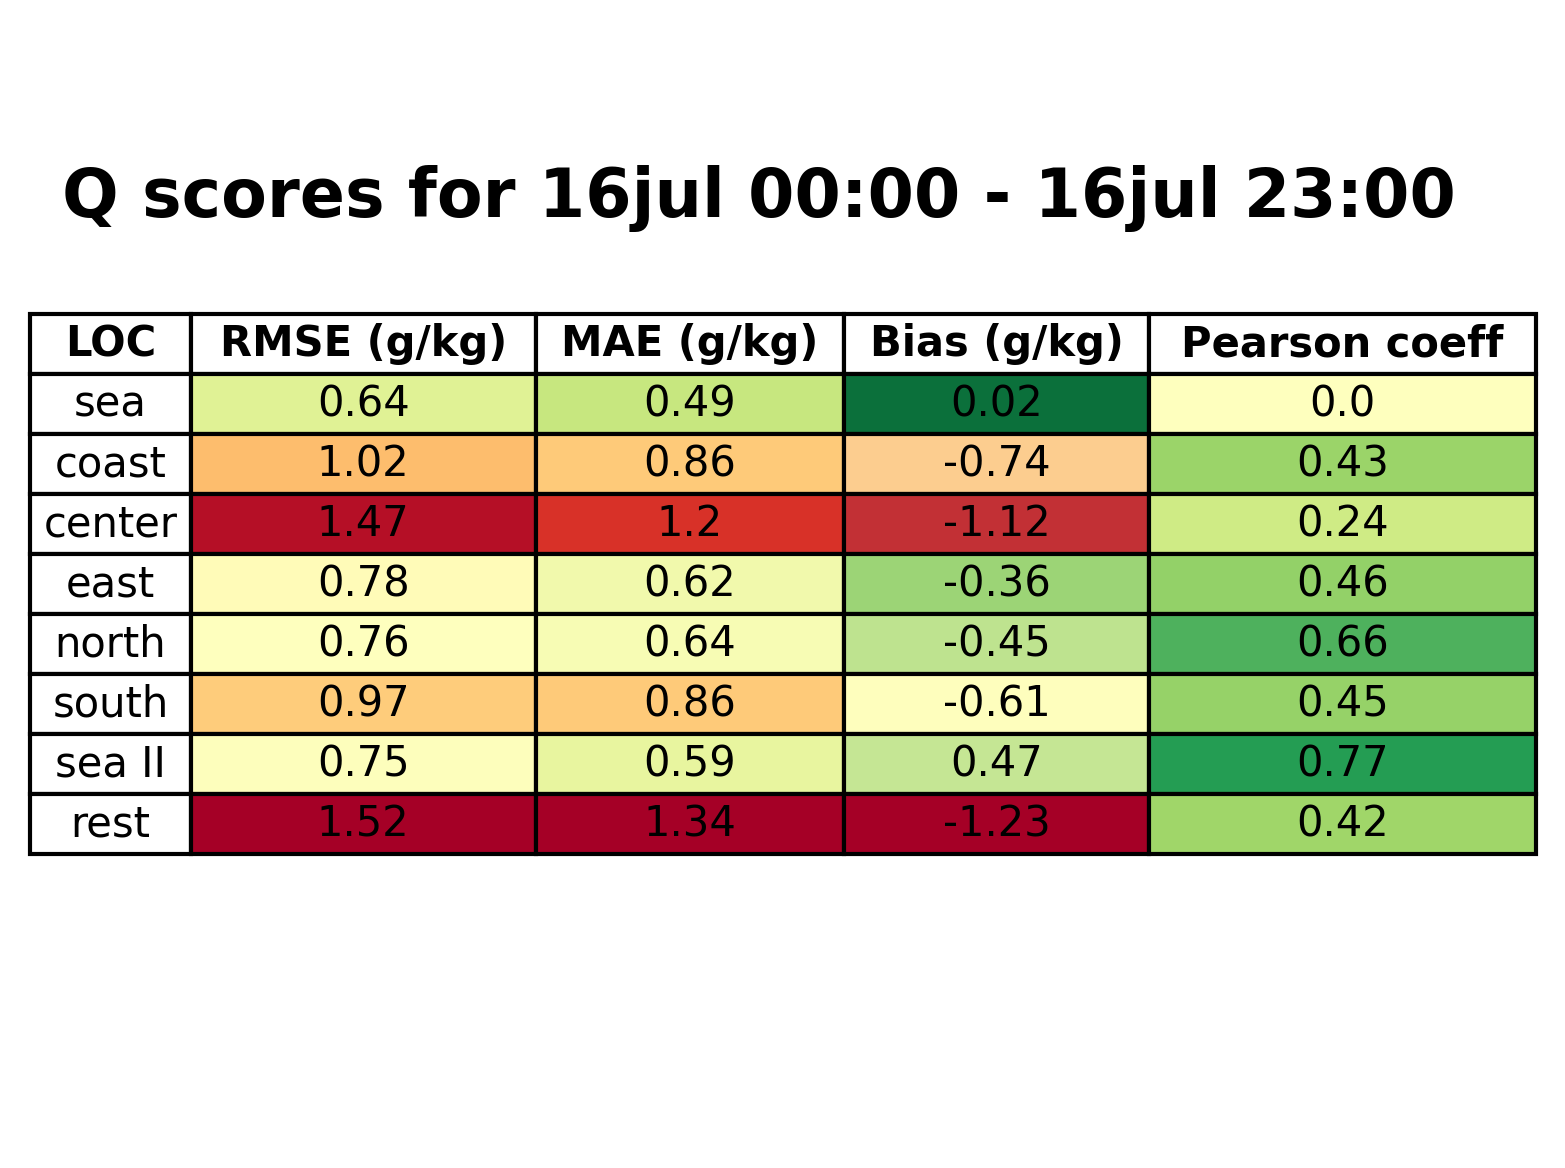 Q scores for 16jul 00:00 - 16jul 23:00
LOC RMSE (g/kg) MAE (g/kg) Bias (g/kg) Pearson coeff
sea 0.64 0.49 0.02 0.0
coast 1.02 0.86 -0.74 0.43
center 1.47 1.2 -1.12 0.24
east 0.78 0.62 -0.36 0.46
north 0.76 0.64 -0.45 0.66
south 0.97 0.86 -0.61 0.45
sea II 0.75 0.59 0.47 0.77
rest 1.52 1.34 -1.23 0.42